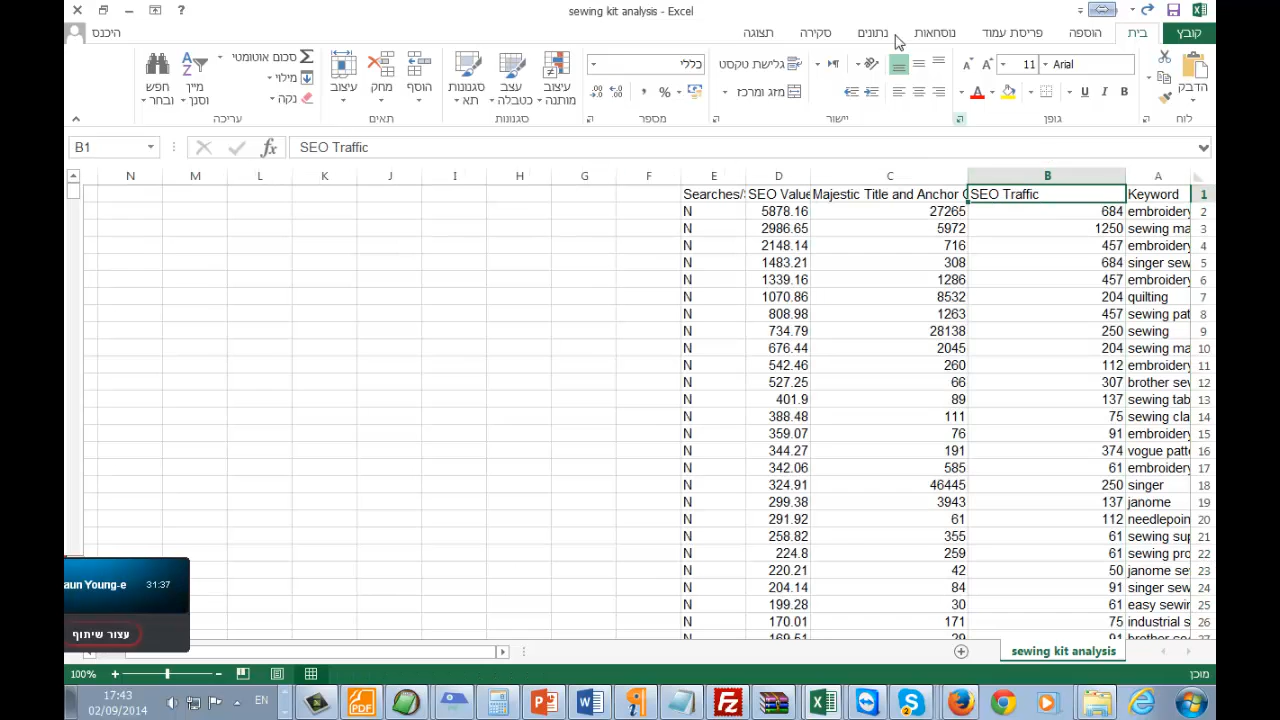 sewing kit analysis - Excel
קובץ בית הוספה פריסת עמוד נוסחאות נתונים סקירה תצוגה היכנס
הדבק Arial 11 גלישת טקסט כללי עיצוב מותנה עצב כטבלה סגנונות תא הוסף מחק עיצוב סכום אוטומטי מילוי נקה מיין וסנן חפש ובחר
מזג ומרכז
לוח גופן יישור מספר סגנונות תאים עריכה
B1 SEO Traffic
N M L K J I H G F E D C B A
Searches/ SEO Value Majestic Title and Anchor SEO Traffic Keyword 1
N 5878.16 27265 684 embroidery 2
N 2986.65 5972 1250 sewing ma 3
N 2148.14 716 457 embroidery 4
N 1483.21 308 684 singer sew 5
N 1339.16 1286 457 embroidery 6
N 1070.86 8532 204 quilting 7
N 808.98 1263 457 sewing pat 8
N 734.79 28138 250 sewing 9
N 676.44 2045 204 sewing ma 10
N 542.46 260 112 embroidery 11
N 527.25 66 307 brother sew 12
N 401.9 89 137 sewing tab 13
N 388.48 111 75 sewing cla 14
N 359.07 76 91 embroidery 15
N 344.27 191 374 vogue patt 16
N 342.06 585 61 embroidery 17
N 324.91 46445 250 singer 18
N 299.38 3943 137 janome 19
N 291.92 61 112 needlepoin 20
N 258.82 355 61 sewing sup 21
N 224.8 259 61 sewing pro 22
N 220.21 42 50 janome se 23
N 204.14 84 91 singer sew 24
N 199.28 30 61 easy sewin 25
N 170.01 171 75 industrial s 26
aun Young-e 31:37
עצור שיתוף
sewing kit analysis
100% מוכן
17:43
02/09/2014
EN